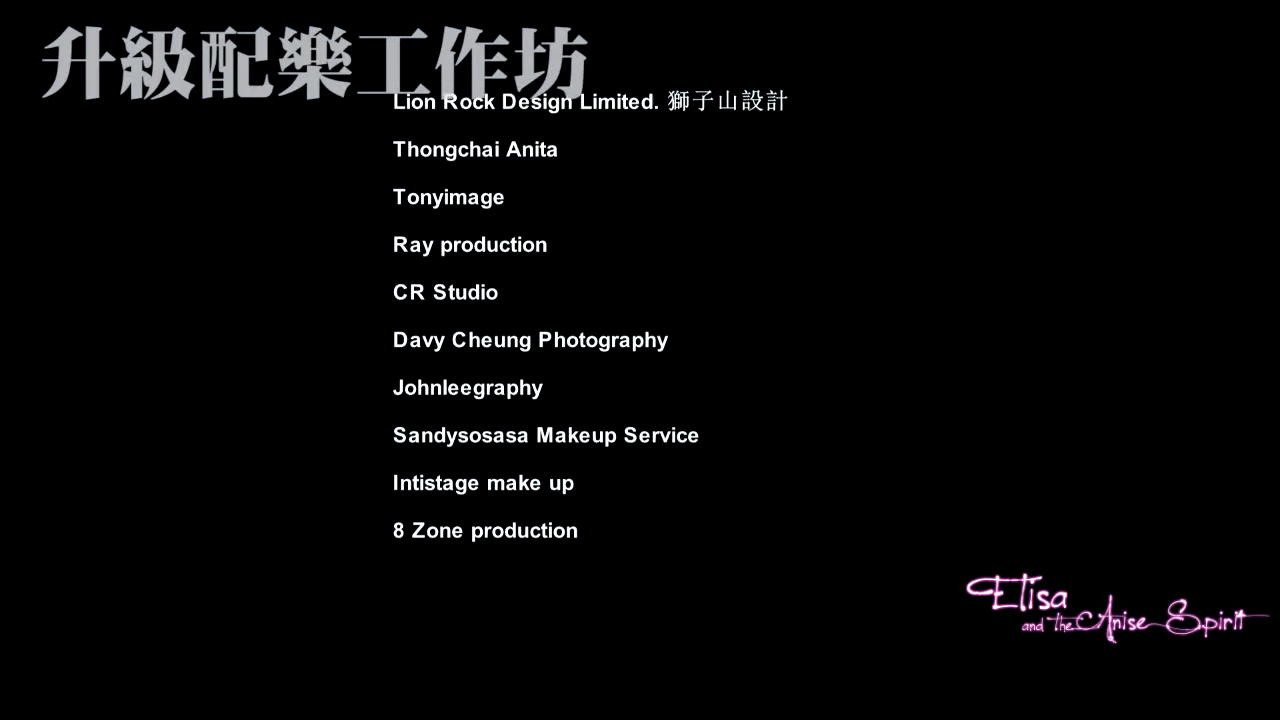 升級配樂工作坊
Lion Rock Design Limited. 獅子山設計
Thongchai Anita
Tonyimage
Ray production
CR Studio
Davy Cheung Photography
Johnleegraphy
Sandysosasa Makeup Service
Intistage make up
8 Zone production
Elisa
and the Anise Spirit